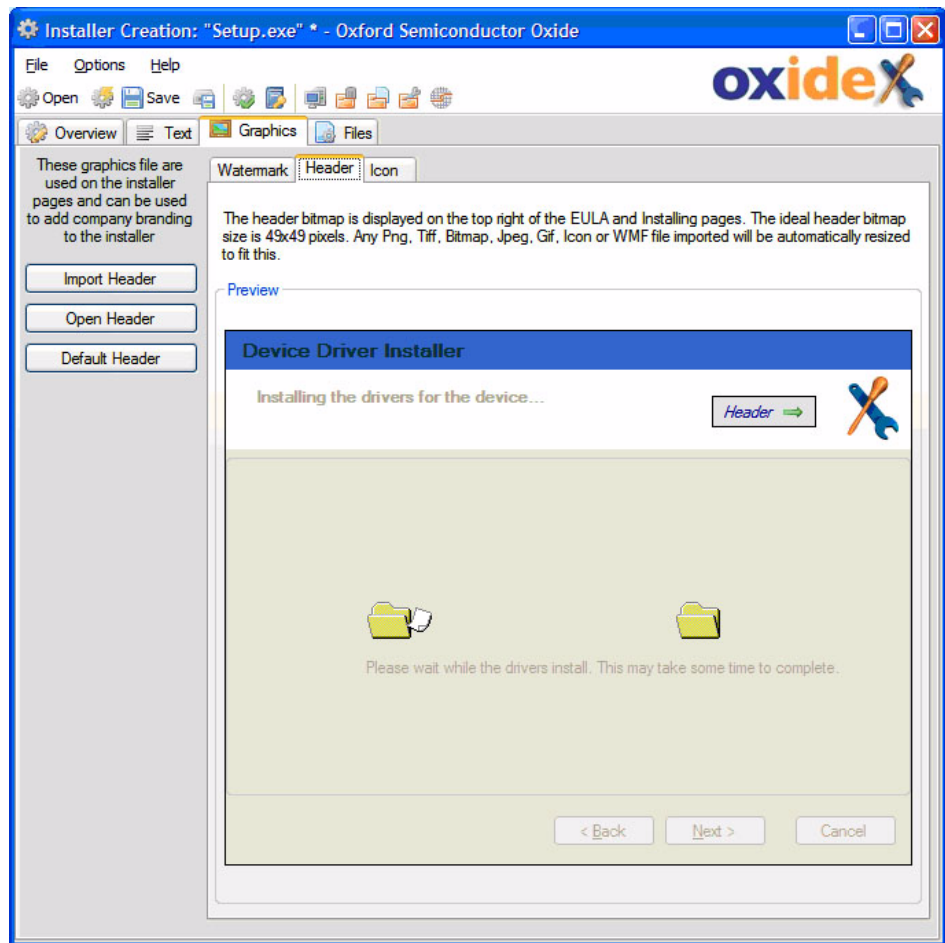 Installer Creation: "Setup.exe" * - Oxford Semiconductor Oxide
File Options Help
Open Save
oxide
Overview Text Graphics Files
These graphics file are
used on the installer
pages and can be used
to add company branding
to the installer
Import Header
Open Header
Default Header
Watermark Header Icon
The header bitmap is displayed on the top right of the EULA and Installing pages. The ideal header bitmap
size is 49x49 pixels. Any Png, Tiff, Bitmap, Jpeg, Gif, Icon or WMF file imported will be automatically resized
to fit this.
Preview
Device Driver Installer
Installing the drivers for the device...
Header
Please wait while the drivers install. This may take some time to complete.
< Back Next > Cancel